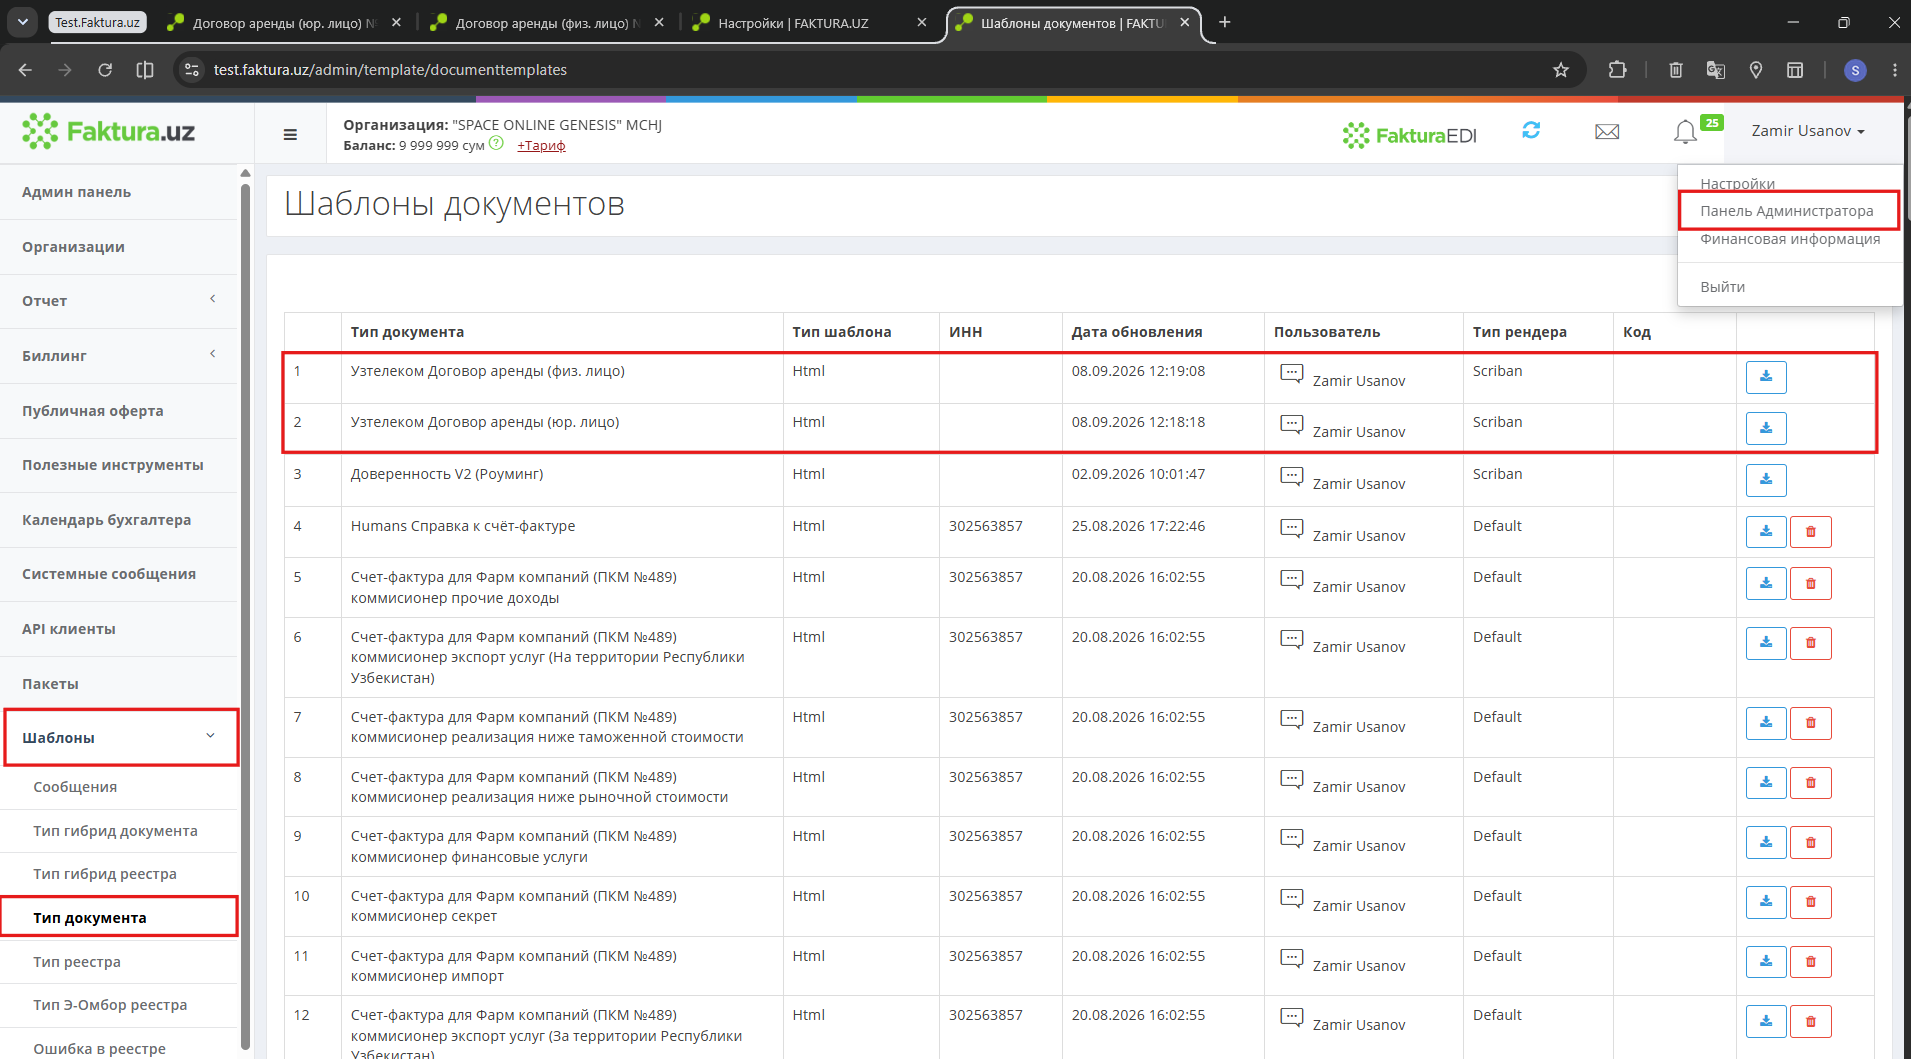 Test.Faktura.uz
Договор аренды (юр. лицо) №
Договор аренды (физ. лицо) №
Настройки | FAKTURA.UZ
Шаблоны документов | FAKTU
test.faktura.uz/admin/template/documenttemplates
Faktura.uz
Организация: "SPACE ONLINE GENESIS" MCHJ
Баланс: 9 999 999 сум ? +Тариф
FakturaEDI
25
Zamir Usanov
Настройки
Панель Администратора
Финансовая информация
Выйти
Админ панель
Организации
Отчет
Биллинг
Публичная оферта
Полезные инструменты
Календарь бухгалтера
Системные сообщения
API клиенты
Пакеты
Шаблоны
Сообщения
Тип гибрид документа
Тип гибрид реестра
Тип документа
Тип реестра
Тип Э-Омбор реестра
Ошибка в реестре
Шаблоны документов
Тип документа Тип шаблона ИНН Дата обновления Пользователь Тип рендера Код
1 Узтелеком Договор аренды (физ. лицо) Html 08.09.2026 12:19:08 Zamir Usanov Scriban
2 Узтелеком Договор аренды (юр. лицо) Html 08.09.2026 12:18:18 Zamir Usanov Scriban
3 Доверенность V2 (Роуминг) Html 02.09.2026 10:01:47 Zamir Usanov Scriban
4 Humans Справка к счёт-фактуре Html 302563857 25.08.2026 17:22:46 Zamir Usanov Default
5 Счет-фактура для Фарм компаний (ПКМ №489) Html 302563857 20.08.2026 16:02:55 Zamir Usanov Default
коммисионер прочие доходы
6 Счет-фактура для Фарм компаний (ПКМ №489) Html 302563857 20.08.2026 16:02:55 Zamir Usanov Default
коммисионер экспорт услуг (На территории Республики
Узбекистан)
7 Счет-фактура для Фарм компаний (ПКМ №489) Html 302563857 20.08.2026 16:02:55 Zamir Usanov Default
коммисионер реализация ниже таможенной стоимости
8 Счет-фактура для Фарм компаний (ПКМ №489) Html 302563857 20.08.2026 16:02:55 Zamir Usanov Default
коммисионер реализация ниже рыночной стоимости
9 Счет-фактура для Фарм компаний (ПКМ №489) Html 302563857 20.08.2026 16:02:55 Zamir Usanov Default
коммисионер финансовые услуги
10 Счет-фактура для Фарм компаний (ПКМ №489) Html 302563857 20.08.2026 16:02:55 Zamir Usanov Default
коммисионер секрет
11 Счет-фактура для Фарм компаний (ПКМ №489) Html 302563857 20.08.2026 16:02:55 Zamir Usanov Default
коммисионер импорт
12 Счет-фактура для Фарм компаний (ПКМ №489) Html 302563857 20.08.2026 16:02:55 Zamir Usanov Default
коммисионер экспорт услуг (За территории Республики
Узбекистан)